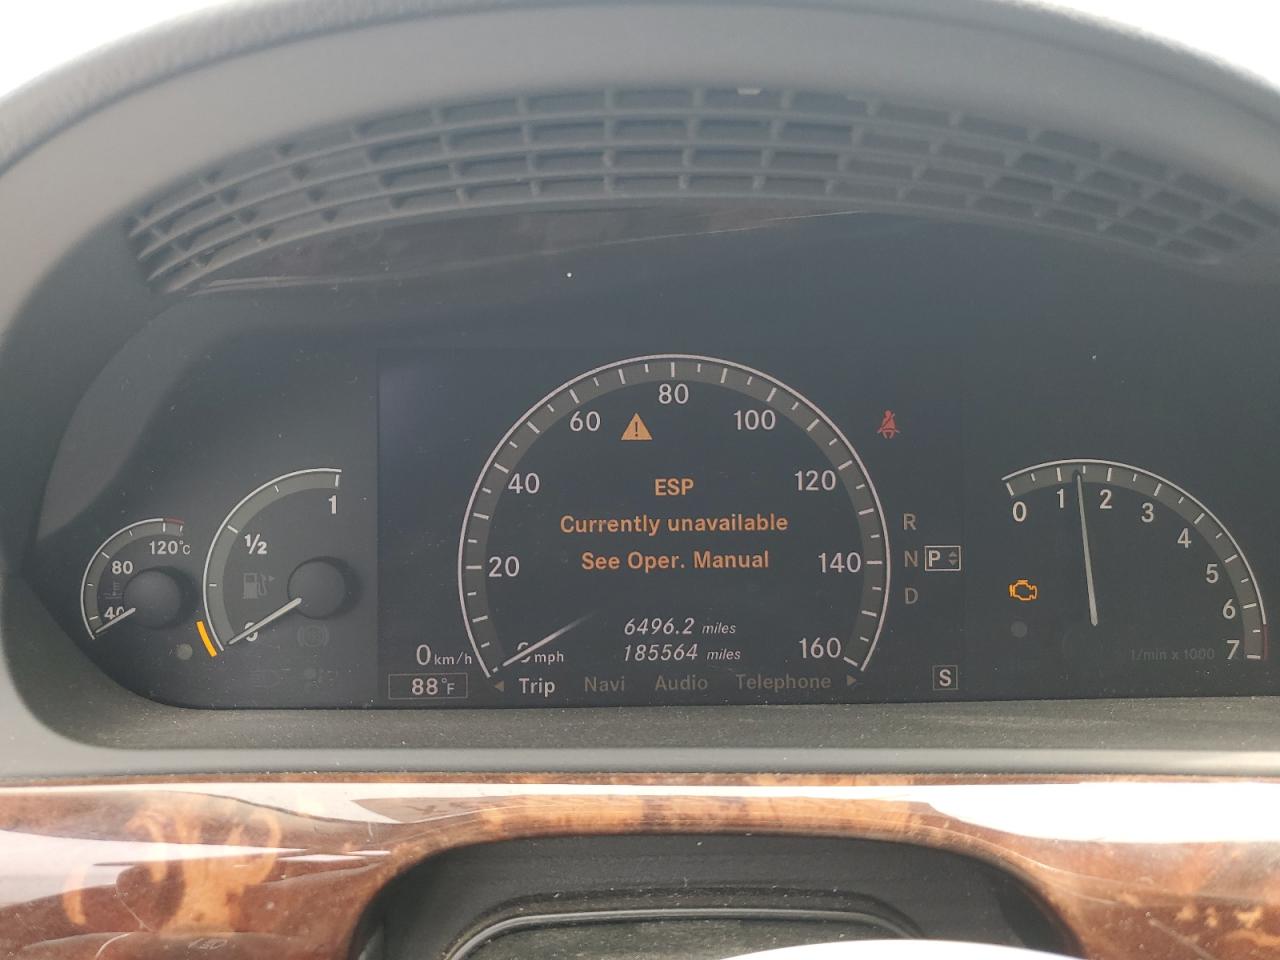 80
60
100
40
ESP
120
1
Currently unavailable
R
0
1
2
3
½
120°C
80
20
See Oper. Manual
140
N
P
4
5
40
D
6
6496.2 miles
0 km/h
mph
185564 miles
160
1/min x 1000
7
88°F
Trip
Navi
Audio
Telephone
S